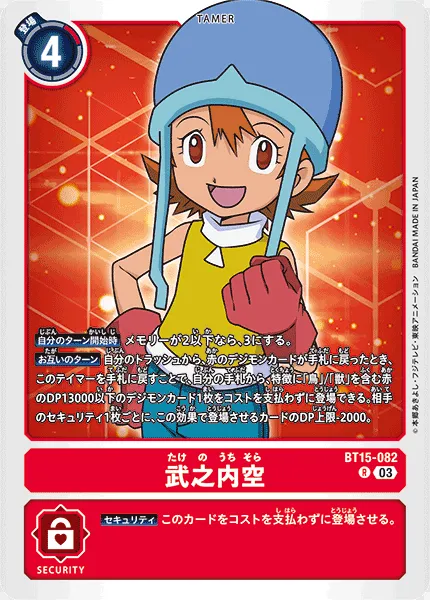 TAMER
登場
4
自分のターン開始時 メモリーが2以下なら、3にする。
お互いのターン 自分のトラッシュから、赤のデジモンカードが手札に戻ったとき、
このテイマーを手札に戻すことで、自分の手札から、特徴に「鳥」/「獣」を含む赤
のDP13000以下のデジモンカード1枚をコストを支払わずに登場できる。相手
のセキュリティ1枚ごとに、この効果で登場させるカードのDP上限-2000。
たけ の うち そら
武之内空
BT15-082
R 03
セキュリティ このカードをコストを支払わずに登場させる。
SECURITY
© 本郷あきよし・フジテレビ・東映アニメーション BANDAI MADE IN JAPAN